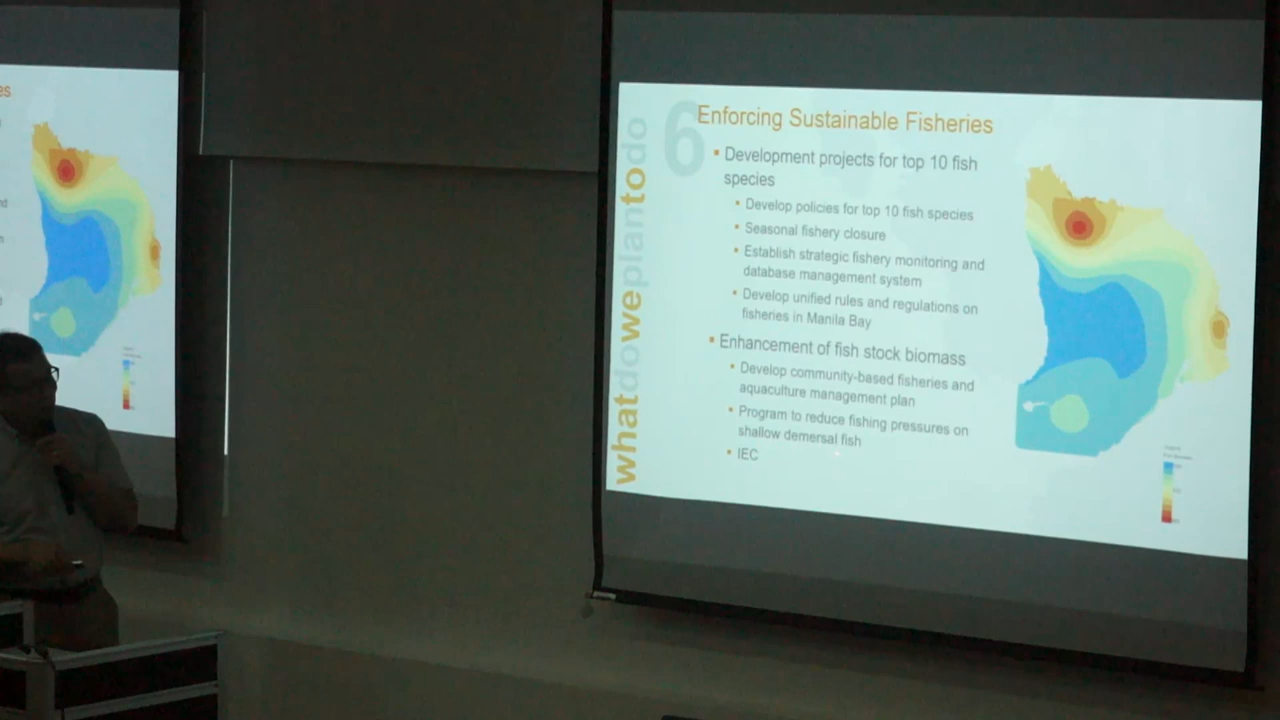 es
6
Enforcing Sustainable Fisheries
whatdoweplantodo
Development projects for top 10 fish
species
Develop policies for top 10 fish species
Seasonal fishery closure
Establish strategic fishery monitoring and
database management system
Develop unified rules and regulations on
fisheries in Manila Bay
Enhancement of fish stock biomass
Develop community-based fisheries and
aquaculture management plan
Program to reduce fishing pressures on
shallow demersal fish
IEC